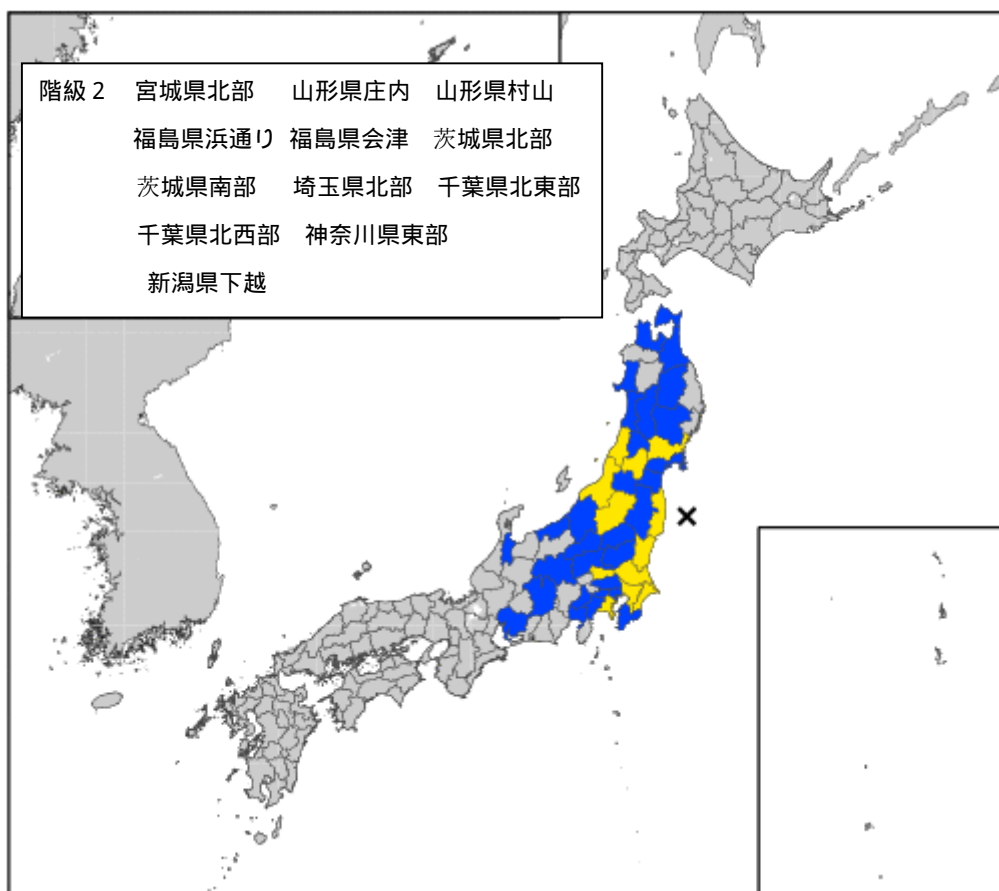 階級２ 宮城県北部 山形県庄内 山形県村山
福島県浜通り 福島県会津 茨城県北部
茨城県南部 埼玉県北部 千葉県北東部
千葉県北西部 神奈川県東部
新潟県下越